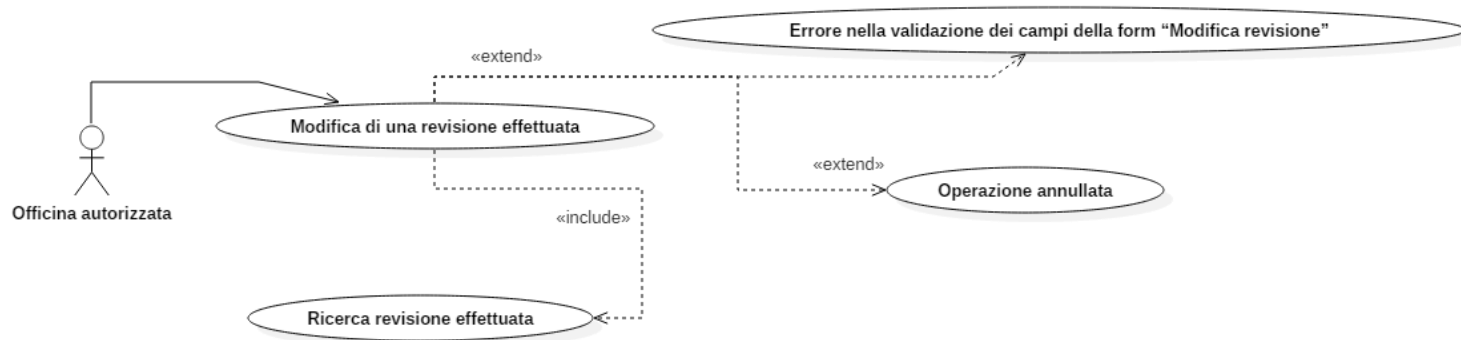 Errore nella validazione dei campi della form “Modifica revisione”
«extend»
Modifica di una revisione effettuata
«extend»
Operazione annullata
Officina autorizzata
«include»
Ricerca revisione effettuata